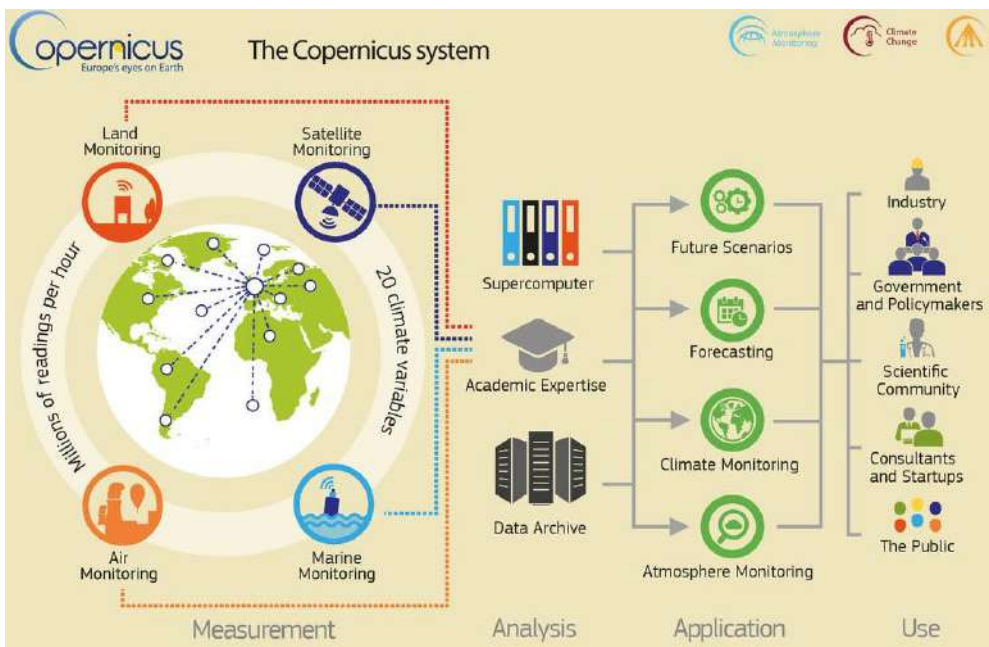 Copernicus
Europe's eyes on Earth
The Copernicus system
Atmosphere
Monitoring
Climate
Change
Land
Monitoring
Satellite
Monitoring
Millions of readings per hour
20 climate variables
Air
Monitoring
Marine
Monitoring
Measurement
Supercomputer
Academic Expertise
Data Archive
Analysis
Future Scenarios
Forecasting
Climate Monitoring
Atmosphere Monitoring
Application
Industry
Government
and Policymakers
Scientific
Community
Consultants
and Startups
The Public
Use